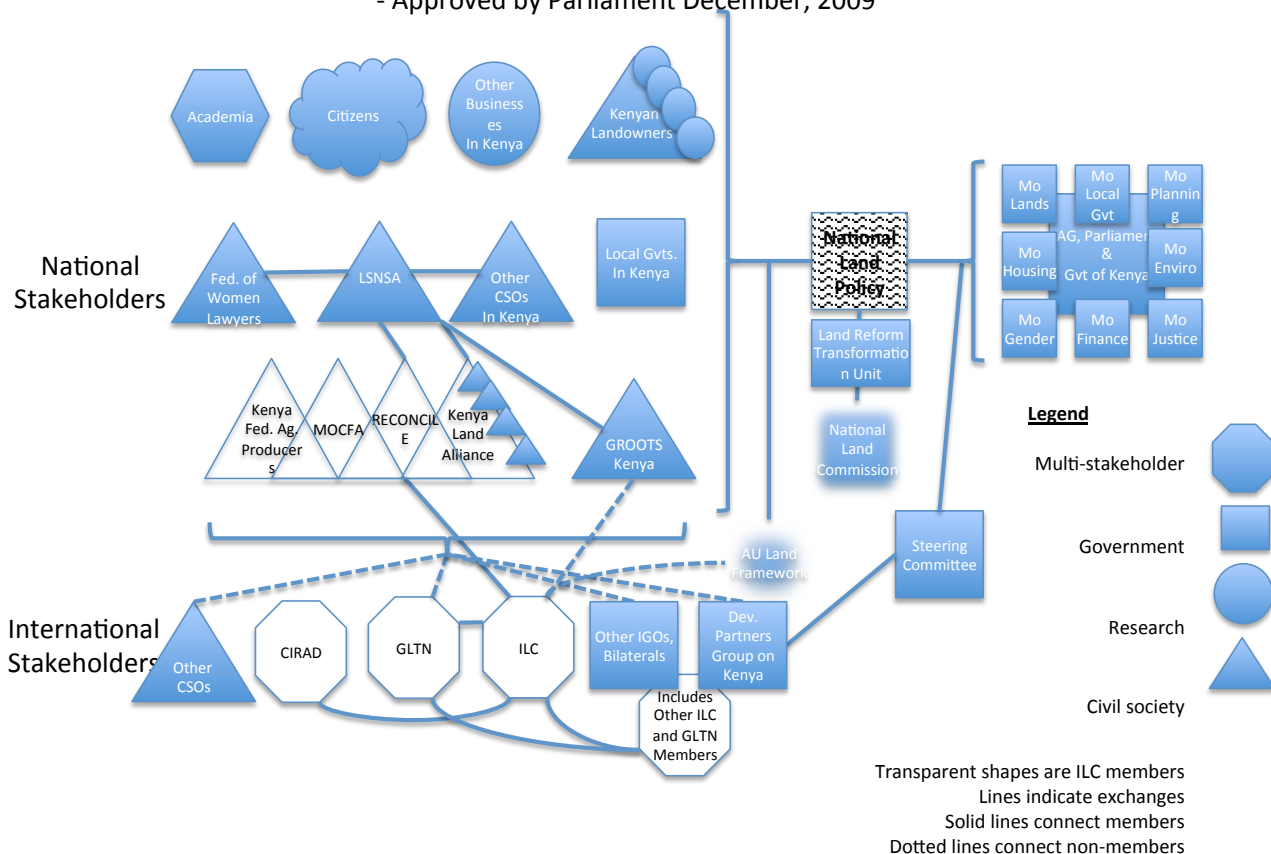 - Approved by Parliament December, 2009
Academia
Citizens
Other
Business
es
In Kenya
Kenyan
Landowners
National
Stakeholders
Fed. of
Women
Lawyers
LSNSA
Other
CSOs
In Kenya
Local Gvts.
In Kenya
National
Land
Policy
Land Reform
Transformatio
n Unit
National
Land
Commission
Mo
Lands
Mo
Local
Gvt
Mo
Plannin
g
AG, Parliamen
&
Gvt of Kenya
Mo
Housing
Mo
Enviro
Mo
Gender
Mo
Finance
Mo
Justice
Kenya
Fed. Ag.
Producer
s
MOCFA
RECONCIL
E
Kenya
Land
Alliance
GROOTS
Kenya
AU Land
Framework
Steering
Committee
International
Stakeholders
Other
CSOs
CIRAD
GLTN
ILC
Other IGOs,
Bilaterals
Dev.
Partners
Group on
Kenya
Includes
Other ILC
and GLTN
Members
Legend
Multi-stakeholder
Government
Research
Civil society
Transparent shapes are ILC members
Lines indicate exchanges
Solid lines connect members
Dotted lines connect non-members